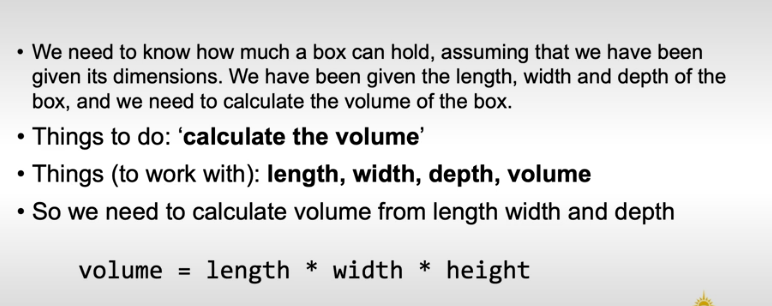 • We need to know how much a box can hold, assuming that we have been
given its dimensions. We have been given the length, width and depth of the
box, and we need to calculate the volume of the box.
• Things to do: ‘calculate the volume’
• Things (to work with): length, width, depth, volume
• So we need to calculate volume from length width and depth
volume = length * width * height